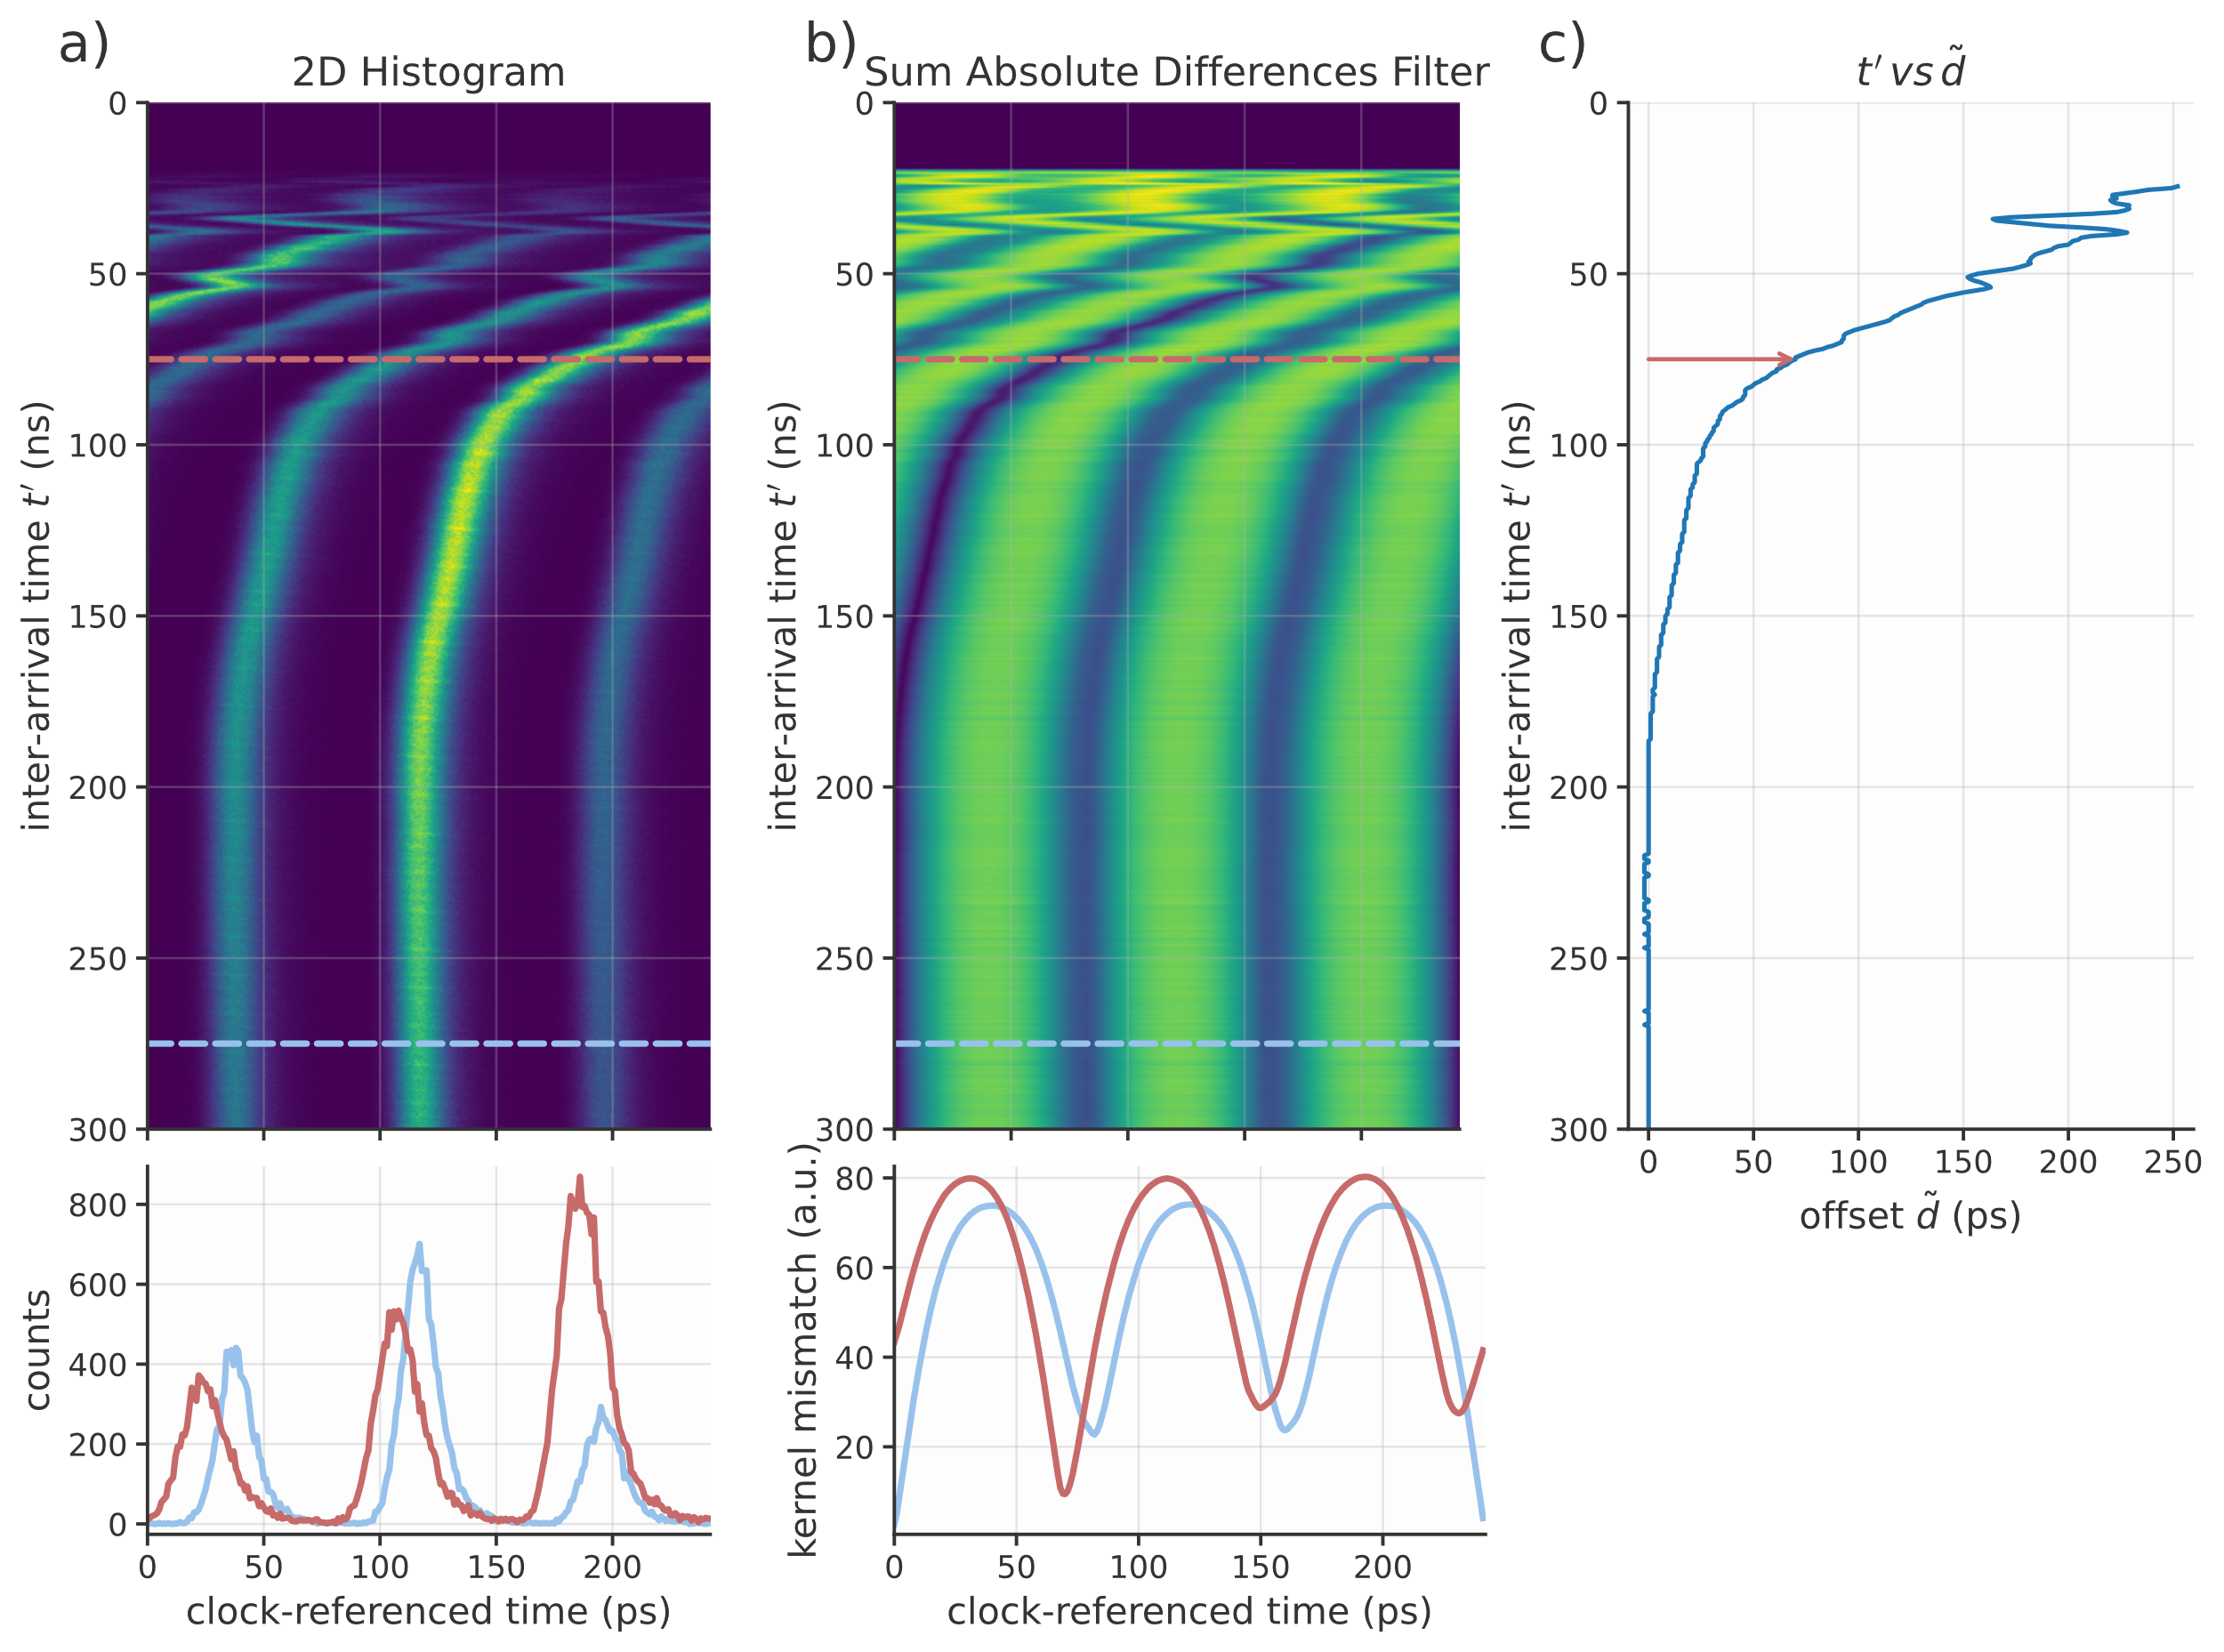 a)
2D Histogram
0
50
100
150
200
250
300
inter-arrival time t′ (ns)
800
600
400
200
0
counts
0 50 100 150 200
clock-referenced time (ps)
b)
Sum Absolute Differences Filter
0
50
100
150
200
250
300
inter-arrival time t′ (ns)
80
60
40
20
kernel mismatch (a.u.)
0 50 100 150 200
clock-referenced time (ps)
c)
t′ vs d̃
0
50
100
150
200
250
300
inter-arrival time t′ (ns)
0 50 100 150 200 250
offset d̃ (ps)